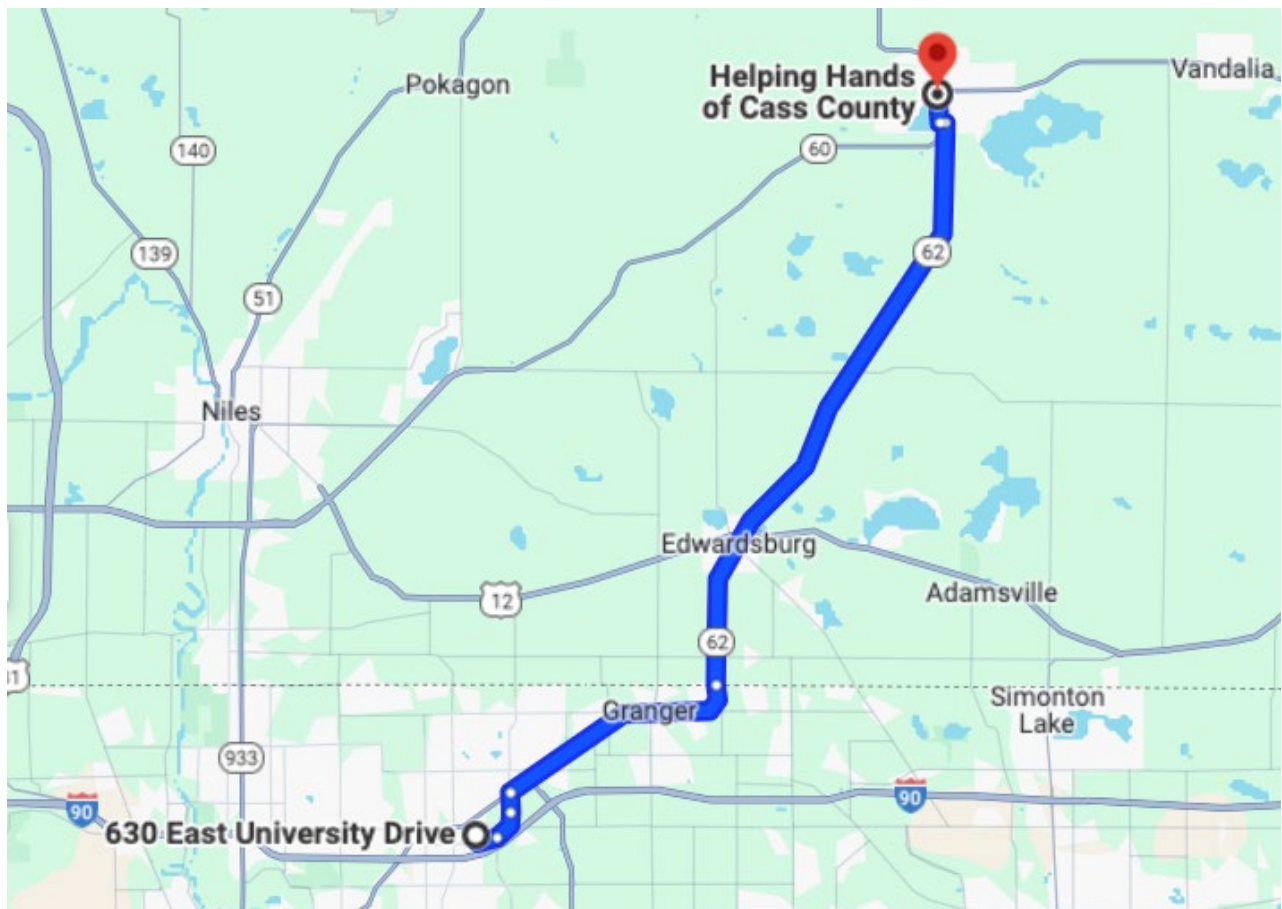 Pokagon
Helping Hands
of Cass County
Vandalia
140
60
139
51
62
Niles
Edwardsburg
12
Adamsville
62
Simonton
Lake
Granger
933
90
90
630 East University Drive